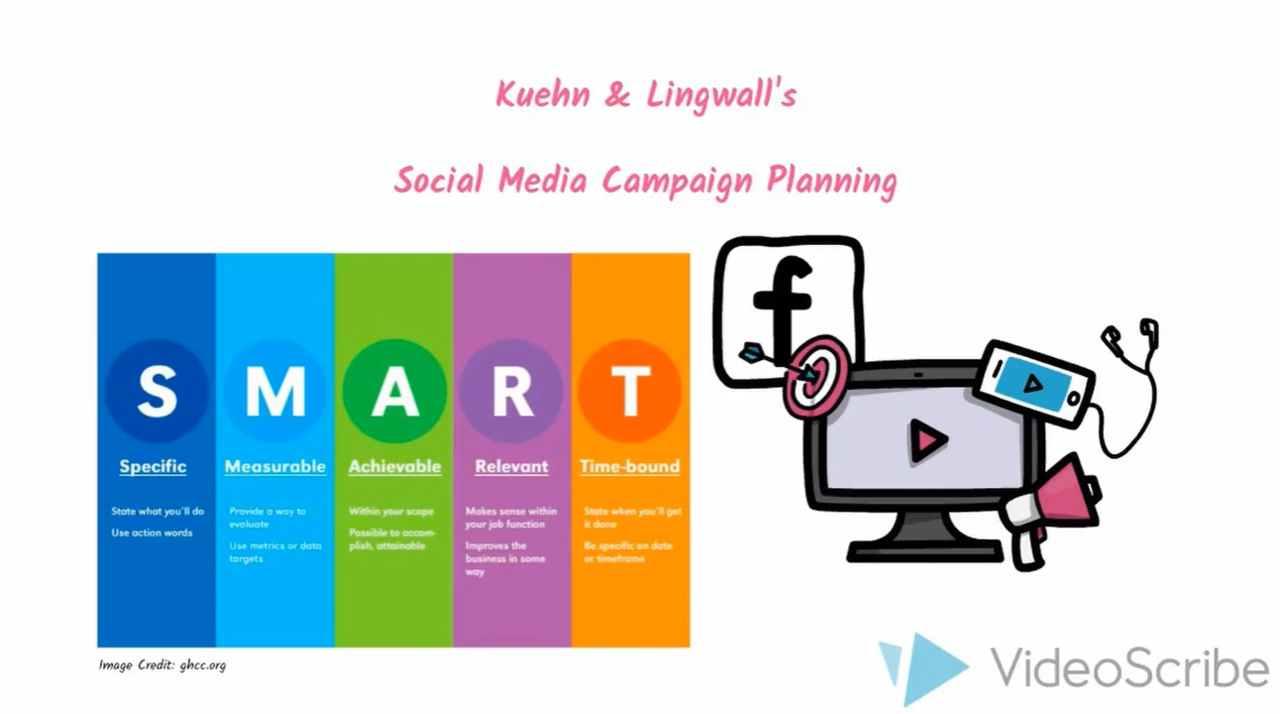 Kuehn & Lingwall's
Social Media Campaign Planning
f
S
Specific
State what you'll do
Use action words
M
Measurable
Provide a way to
evaluate
Use metrics or data
targets
A
Achievable
Within your scope
Possible to accom-
plish, attainable
R
Relevant
Makes sense within
your job function
Improves the
business in some
way
T
Time-bound
State when you'll get
it done
Be specific on date
or timeframe
Image Credit: ghcc.org
VideoScribe